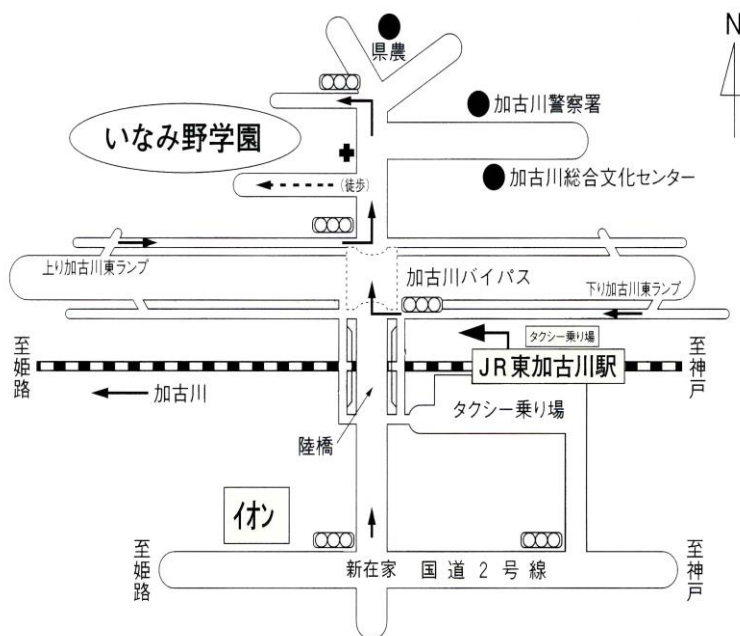 N
県農
加古川警察署
いなみ野学園
(徒歩)
加古川総合文化センター
上り加古川東ランプ
加古川バイパス
下り加古川東ランプ
至姫路
タクシー乗り場
JR東加古川駅
至神戸
加古川
タクシー乗り場
陸橋
イオン
至姫路
新在家
国道2号線
至神戸